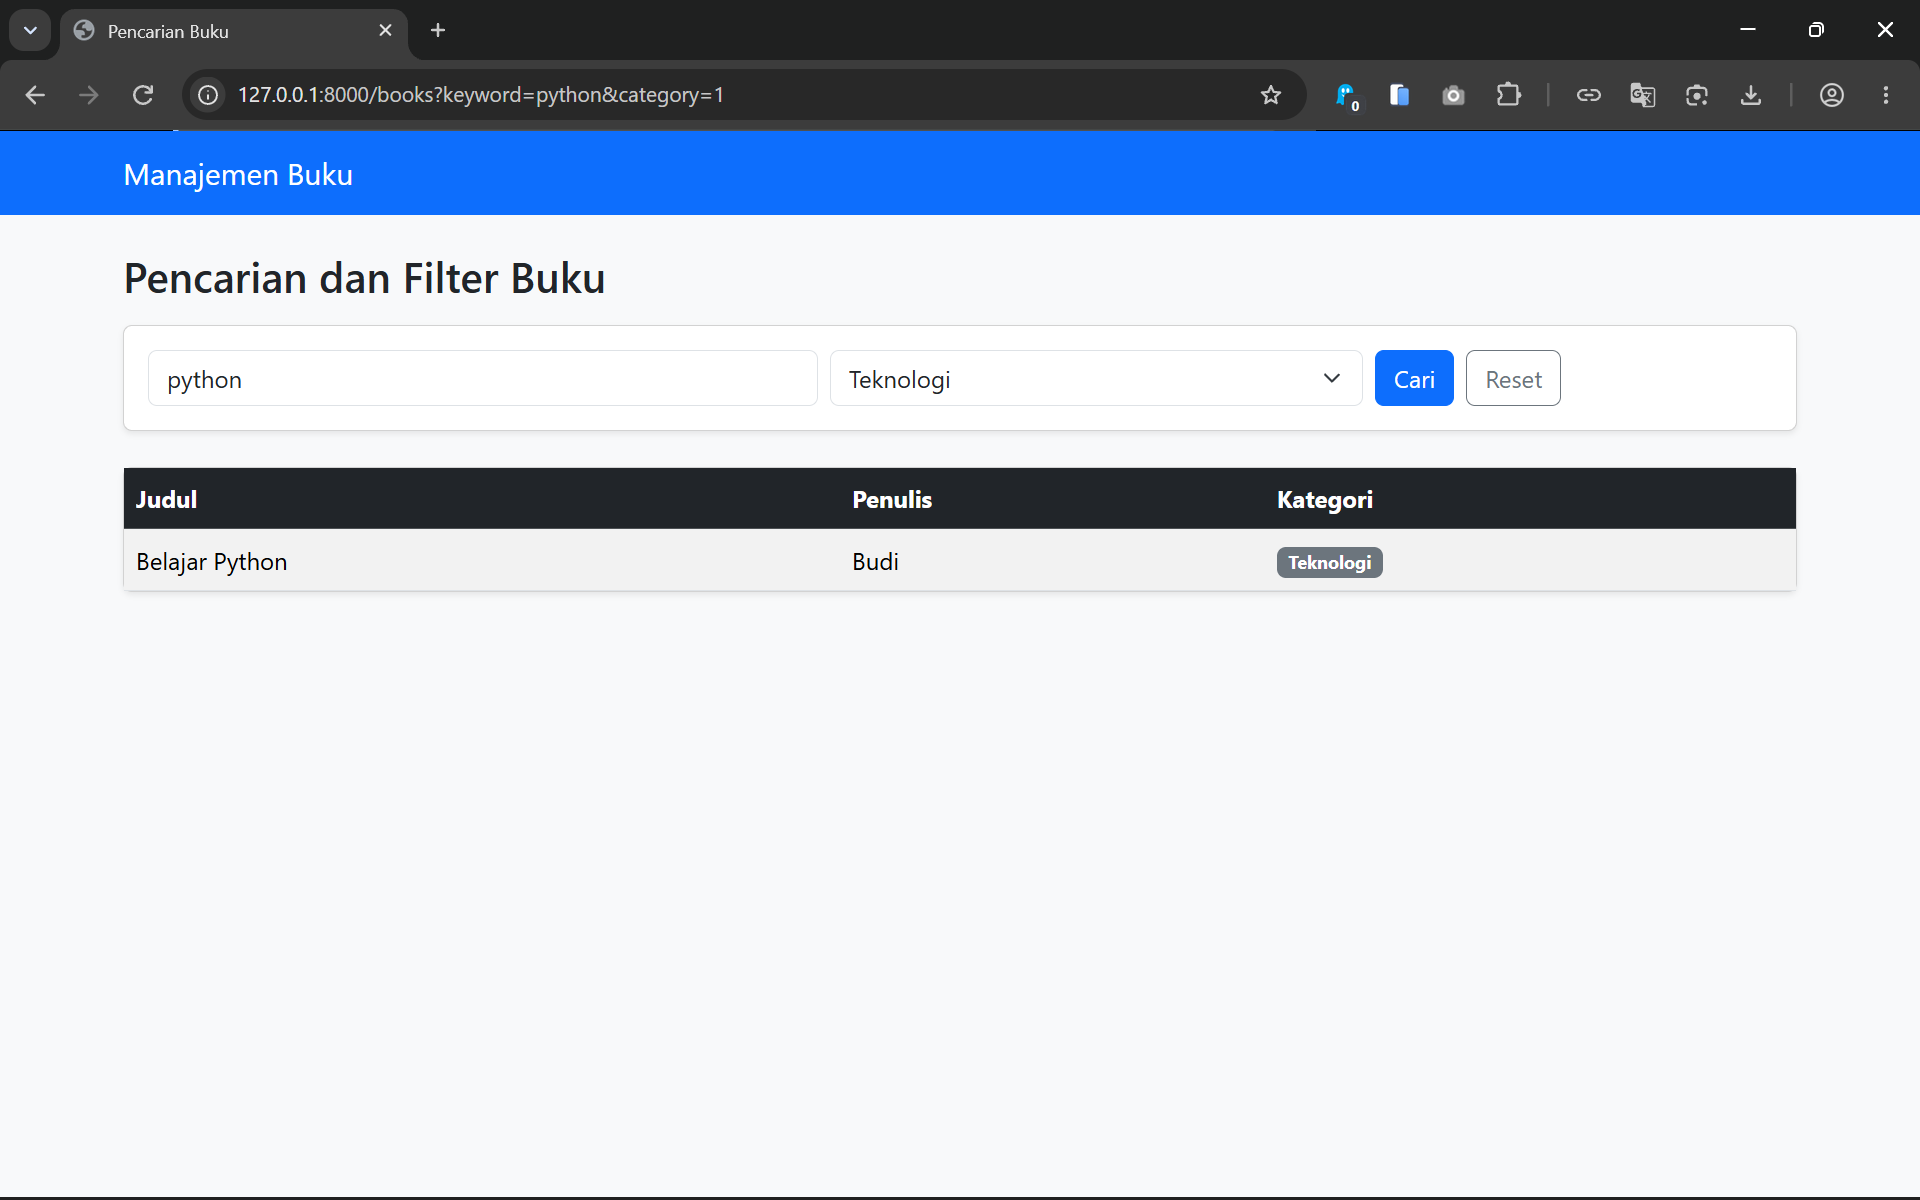 Pencarian Buku
127.0.0.1:8000/books?keyword=python&category=1
0
Manajemen Buku
Pencarian dan Filter Buku
python Teknologi Cari Reset
Judul Penulis Kategori
Belajar Python Budi Teknologi